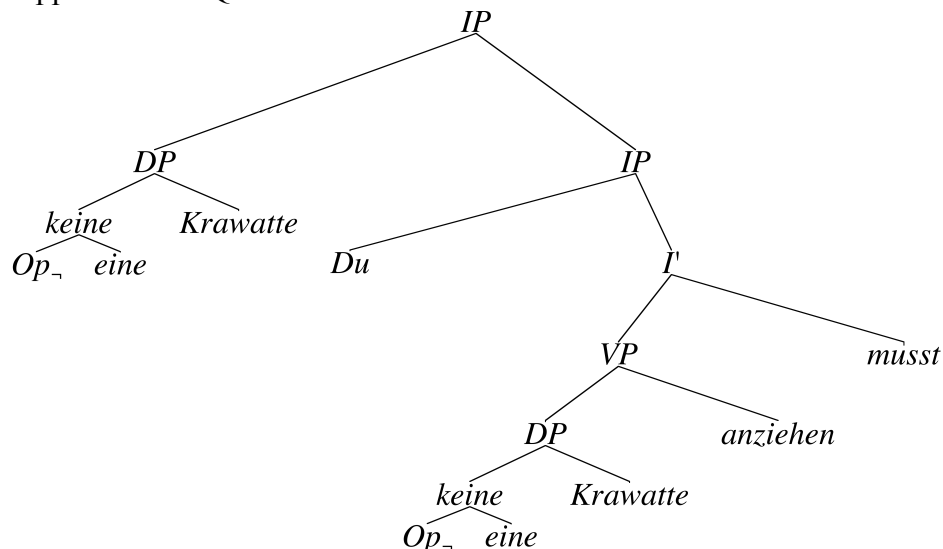 IP
DP IP
keine Krawatte
Op¬ eine Du I'
VP musst
DP anziehen
keine Krawatte
Op¬ eine